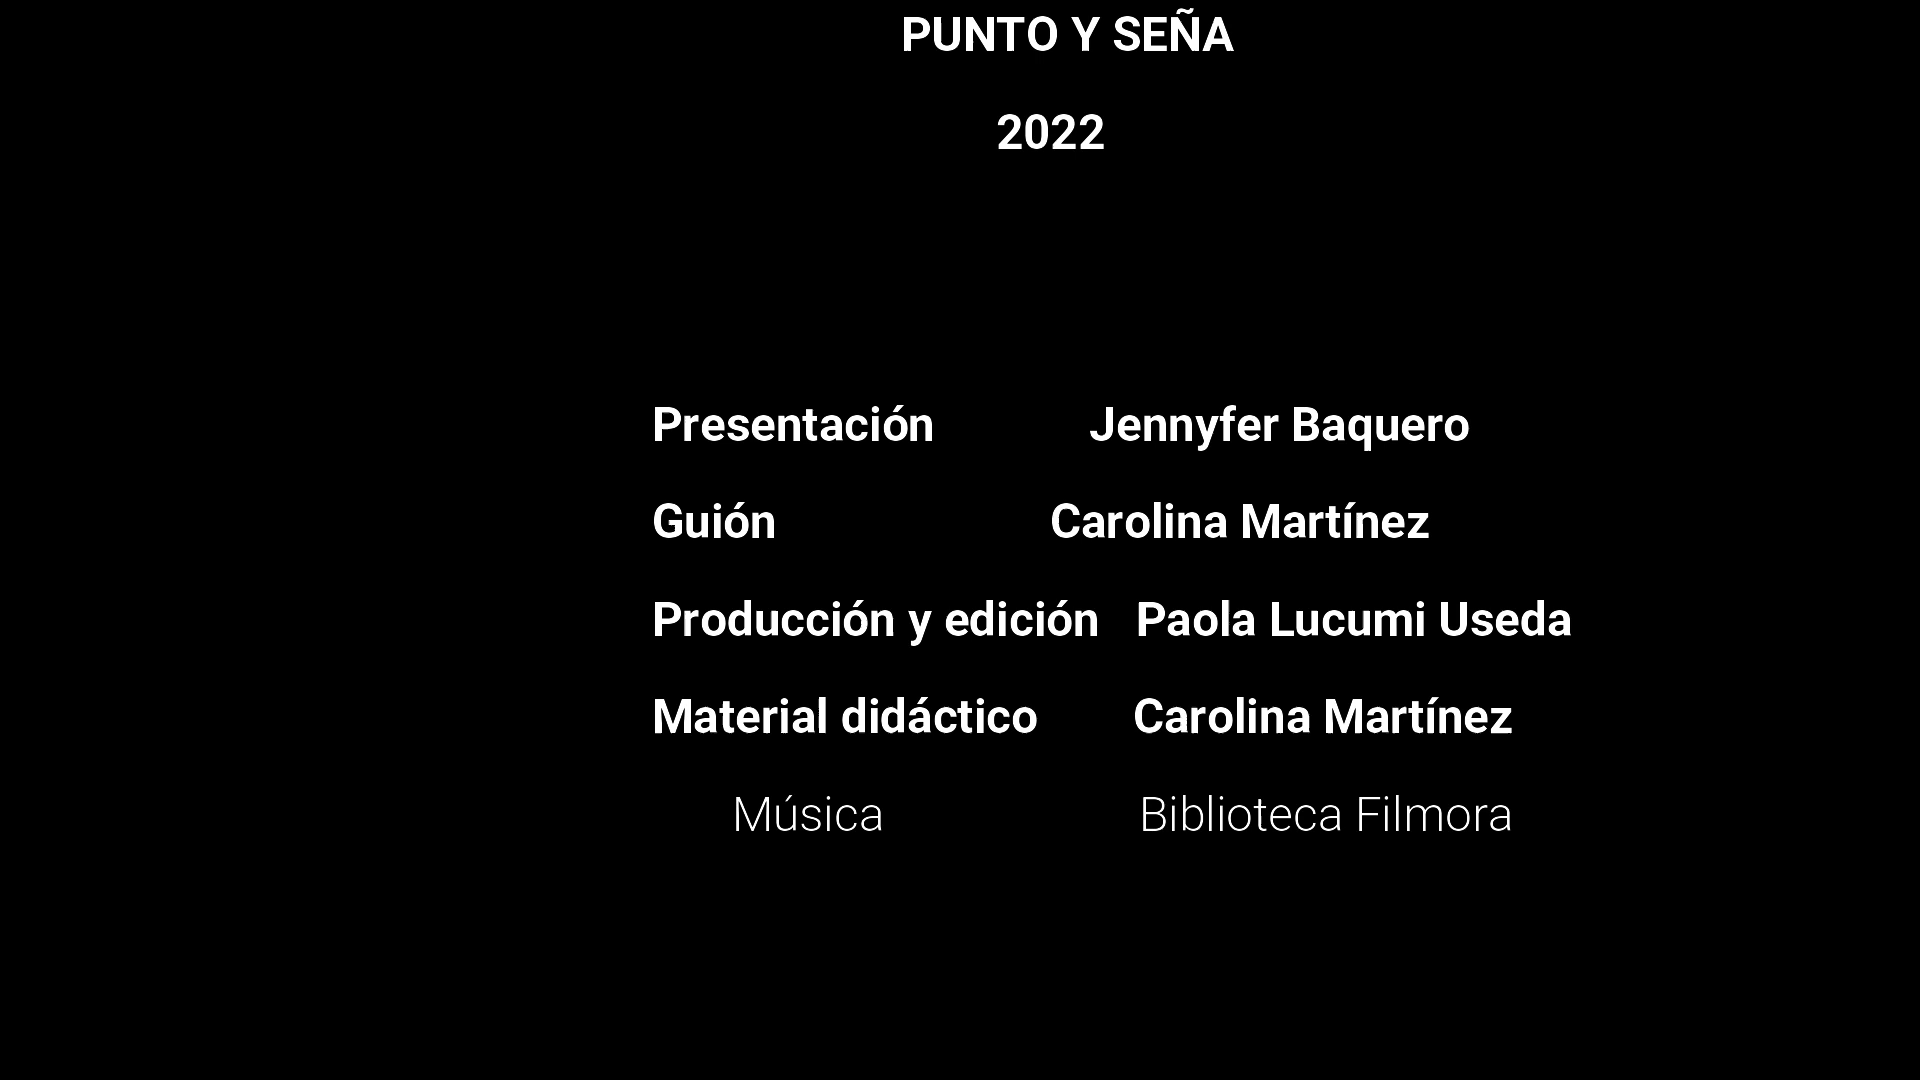 PUNTO Y SEÑA
2022
Presentación Jennyfer Baquero
Guión Carolina Martínez
Producción y edición Paola Lucumi Useda
Material didáctico Carolina Martínez
Música Biblioteca Filmora